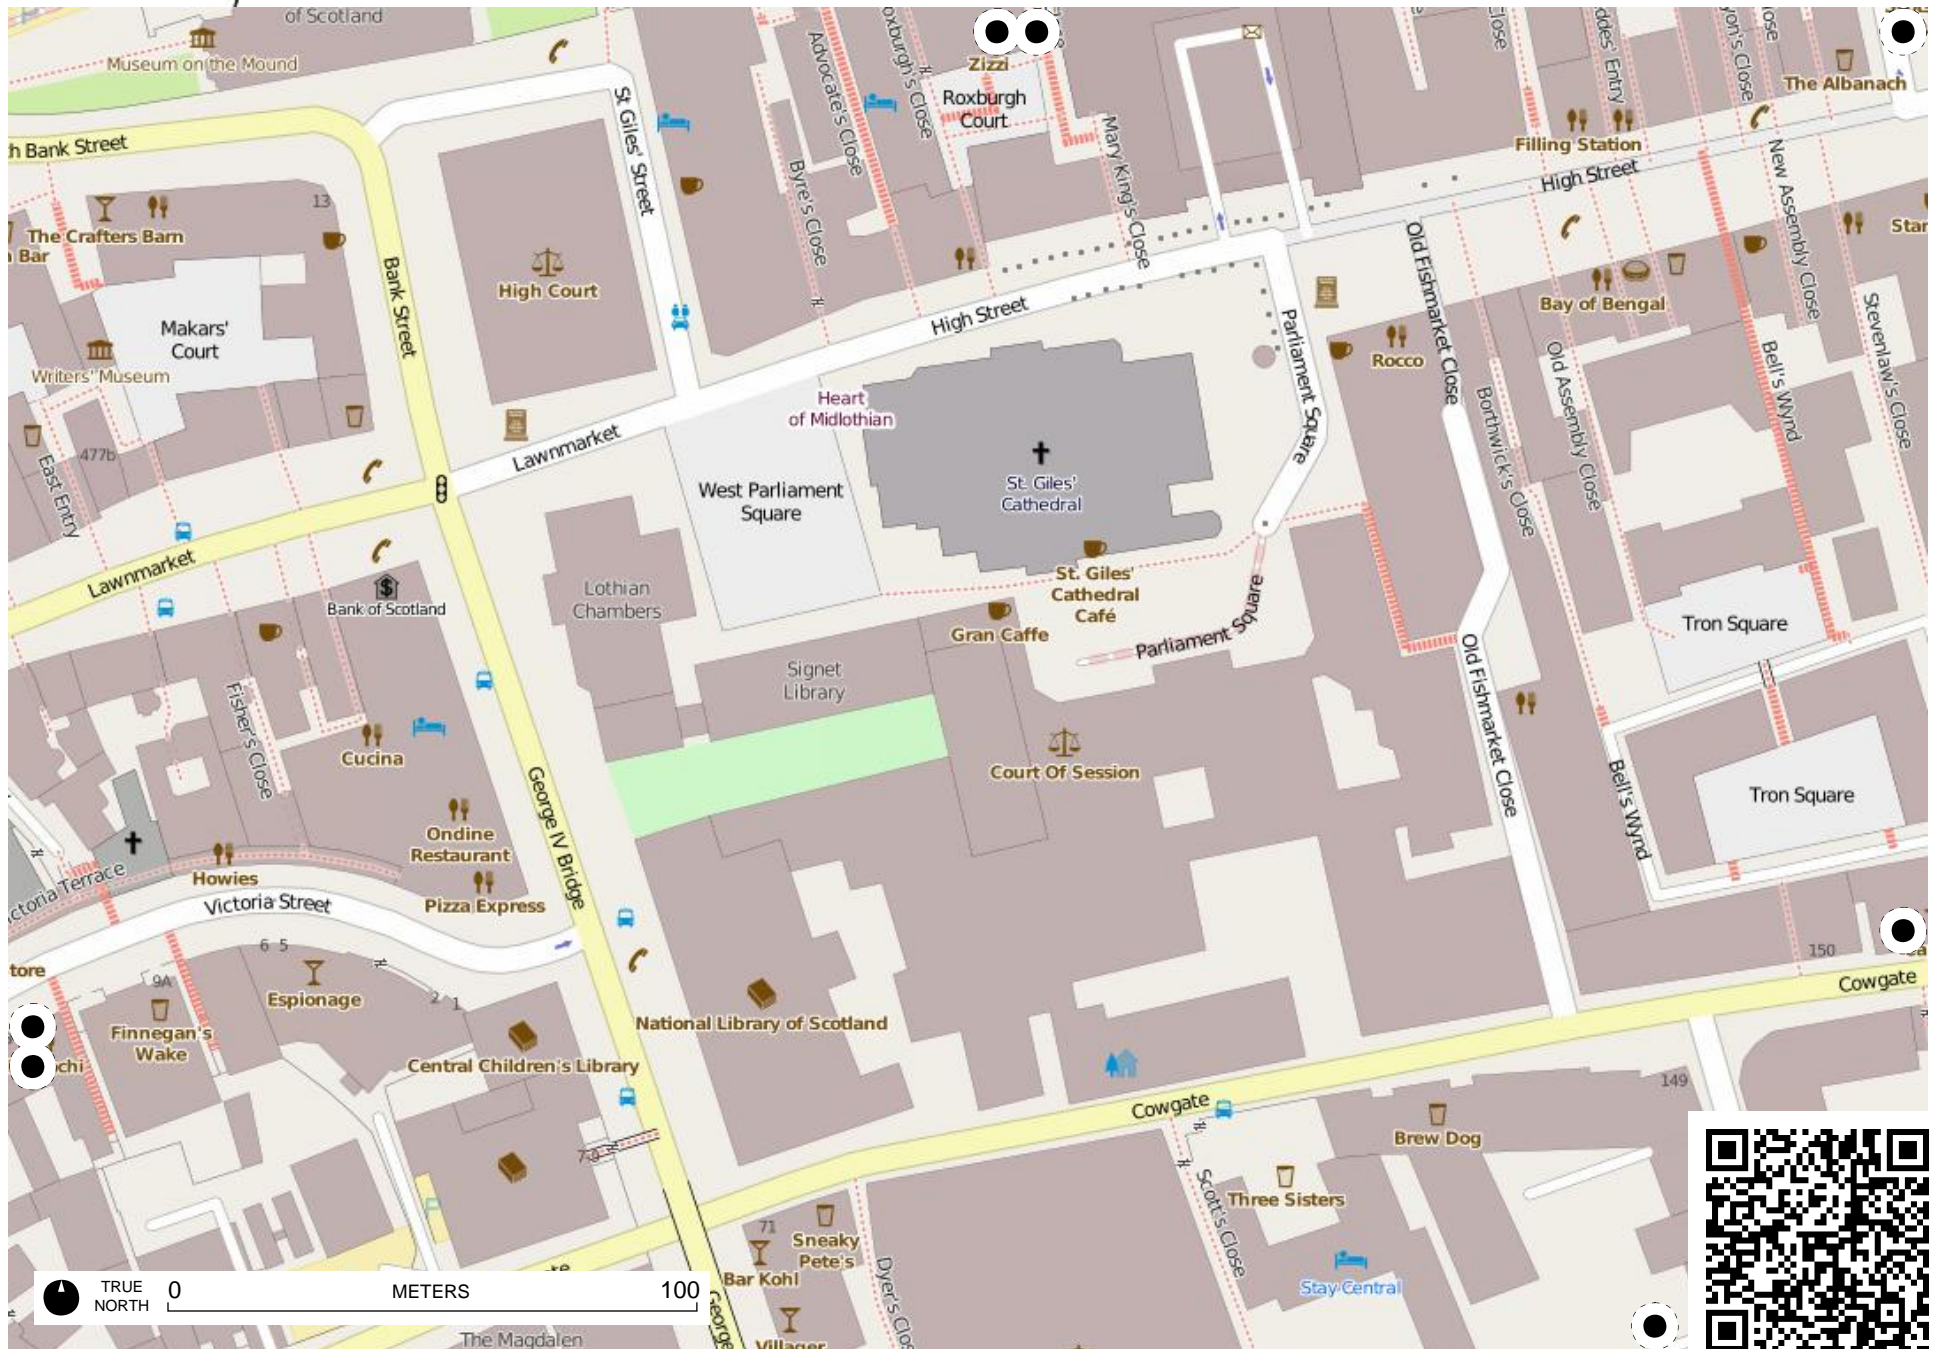 of Scotland
Museum on the Mound
Zizzi
Roxburgh
Court
The Albanach
Advocate's Close
Roxburgh's Close
Mary King's Close
Byre's Close
St Giles' Street
Filling Station
High Street
New Assembly Close
Bank Street
13
The Crafters Barn
Bar
Bank Street
High Court
Makars'
Court
Writers' Museum
High Street
Old Fishmarket Close
Parliament Square
Rocco
Bay of Bengal
Stevenlaw's Close
Bell's Wynd
Borthwick's Close
Old Assembly Close
Heart
of Midlothian
Lawnmarket
477b
East Entry
West Parliament
Square
St. Giles'
Cathedral
Lawnmarket
Bank of Scotland
Lothian
Chambers
St. Giles'
Cathedral
Café
Gran Caffe
Parliament Square
Tron Square
Signet
Library
Fisher's Close
Cucina
Court Of Session
Old Fishmarket Close
Tron Square
Bell's Wynd
George IV Bridge
Ondine
Restaurant
Howies
Pizza Express
Victoria Street
6 5
9A
Espionage
2
1
Finnegan's
Wake
National Library of Scotland
Central Children's Library
150
Cowgate
149
Cowgate
Brew Dog
Three Sisters
Scott's Close
Stay Central
71
Sneaky
Pete's
Bar Kohl
Dyer's Clo
Villager
George
TRUE
NORTH
0
METERS
100
The Magdalen